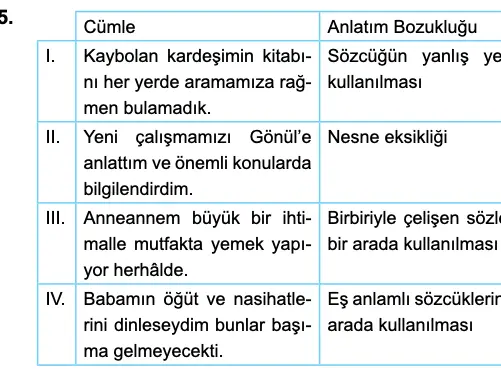 5.
Cümle Anlatım Bozukluğu
I. Kaybolan kardeşimin kitabı- Sözcüğün yanlış
nı her yerde aramamıza rağ- kullanılması
men bulamadık.
II. Yeni çalışmamızı Gönül’e Nesne eksikliği
anlattım ve önemli konularda
bilgilendirdim.
III. Anneannem büyük bir ihti- Birbiriyle çelişen
malle mutfakta yemek yapı- bir arada kullanılması
yor herhâlde.
IV. Babamın öğüt ve nasihatle- Eş anlamlı
rini dinleseydim bunlar başı- arada kullanılması
ma gelmeyecekti.